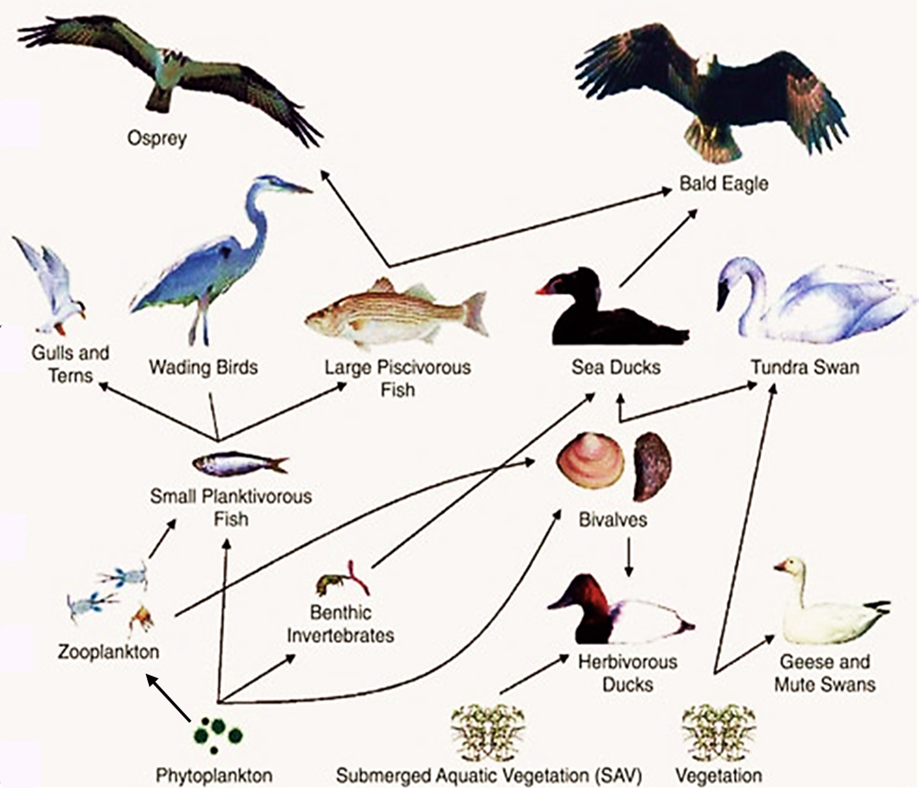 Osprey
Bald Eagle
Gulls and
Terns
Wading Birds
Large Piscivorous
Fish
Sea Ducks
Tundra Swan
Small Planktivorous
Fish
Bivalves
Zooplankton
Benthic
Invertebrates
Herbivorous
Ducks
Geese and
Mute Swans
Phytoplankton
Submerged Aquatic Vegetation (SAV)
Vegetation